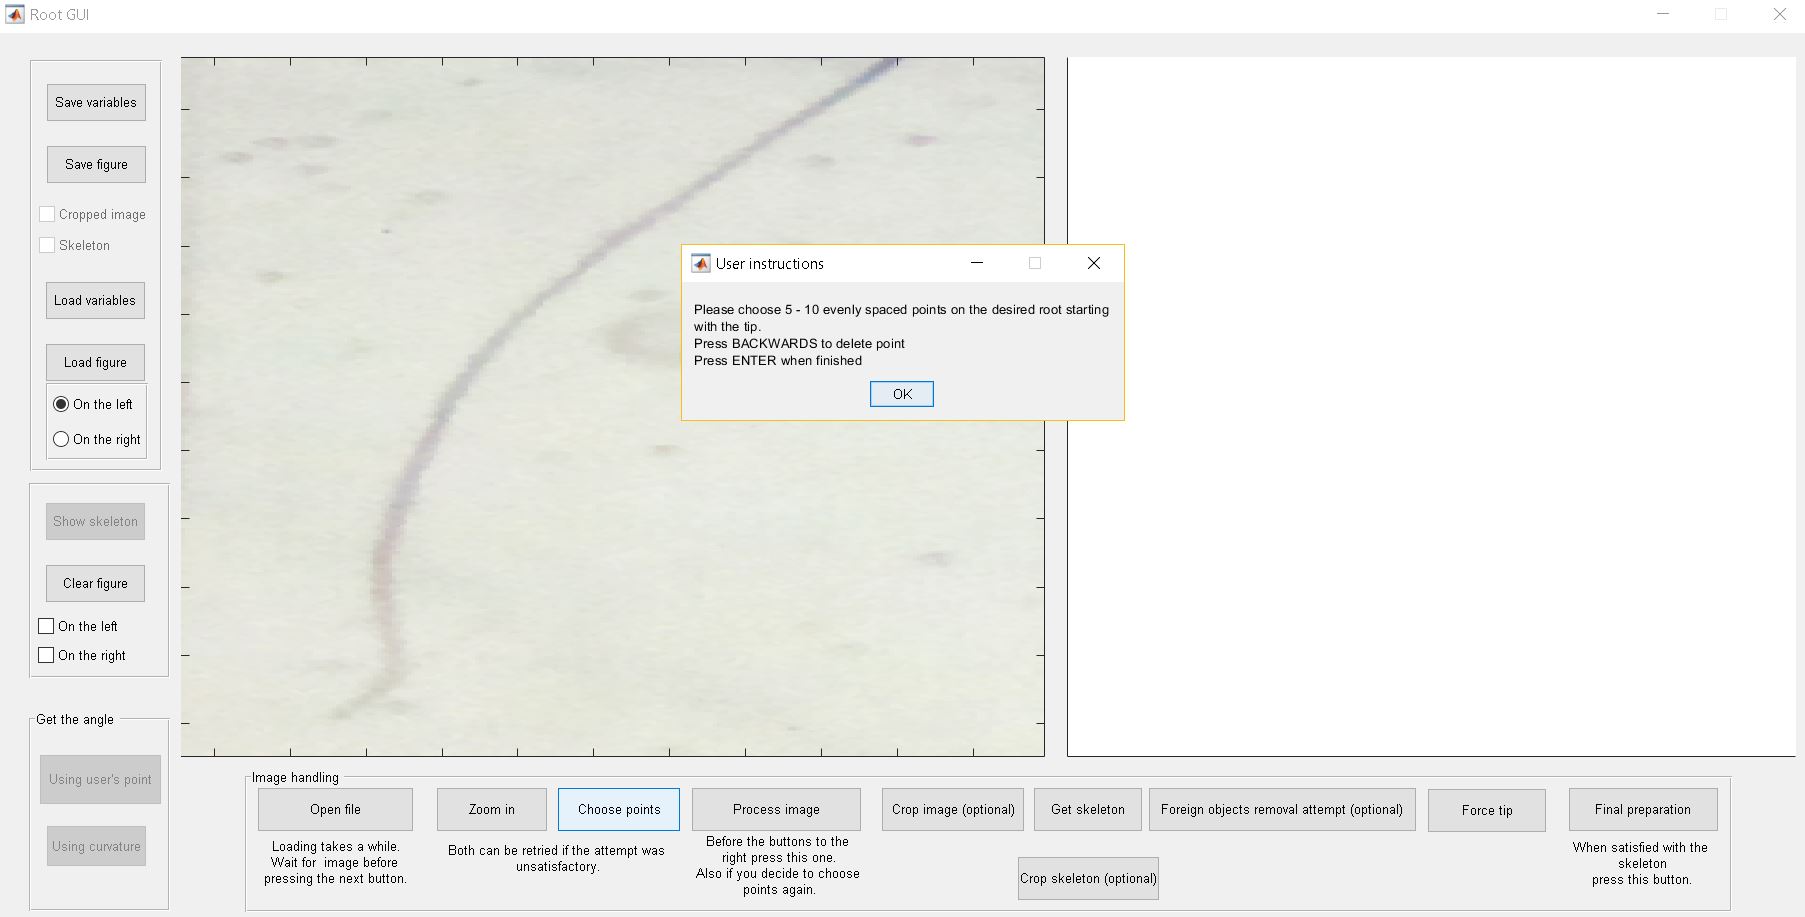 Root GUI
Save variables
Save figure
Cropped image
Skeleton
Load variables
Load figure
On the left
On the right
Show skeleton
Clear figure
On the left
On the right
Get the angle
Using user's point
Using curvature
User instructions
Please choose 5 - 10 evenly spaced points on the desired root starting
with the tip.
Press BACKWARDS to delete point
Press ENTER when finished
OK
Image handling
Open file
Loading takes a while.
Wait for image before
pressing the next button.
Zoom in
Choose points
Both can be retried if the attempt was
unsatisfactory.
Process image
Before the buttons to the
right press this one.
Also if you decide to choose
points again.
Crop image (optional)
Get skeleton
Crop skeleton (optional)
Foreign objects removal attempt (optional)
Force tip
Final preparation
When satisfied with the
skeleton
press this button.